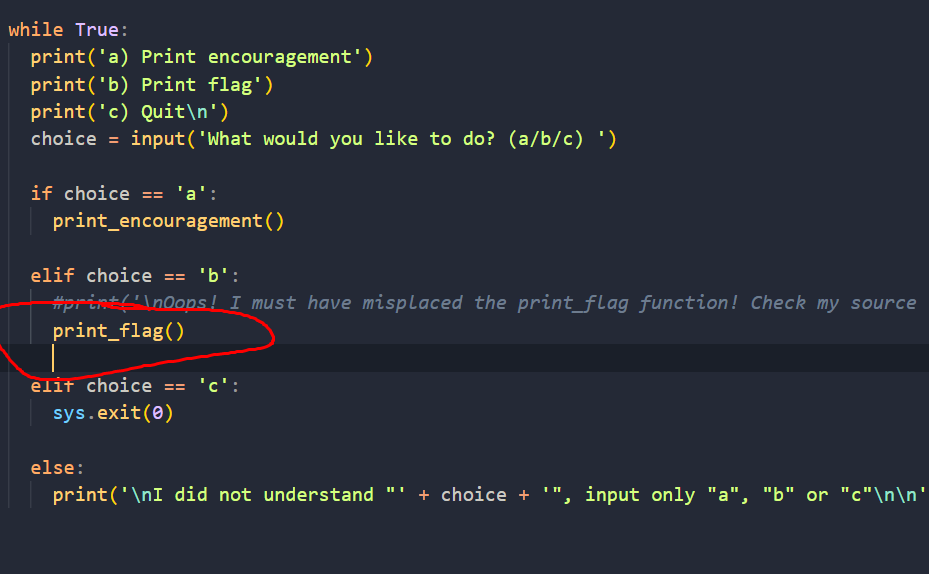 while True:
print('a) Print encouragement')
print('b) Print flag')
print('c) Quit\n')
choice = input('What would you like to do? (a/b/c) ')
if choice == 'a':
print_encouragement()
elif choice == 'b':
#print('\nOops! I must have misplaced the print_flag function! Check my source
print_flag()
elif choice == 'c':
sys.exit(0)
else:
print('\nI did not understand "' + choice + '", input only "a", "b" or "c"\n\n'